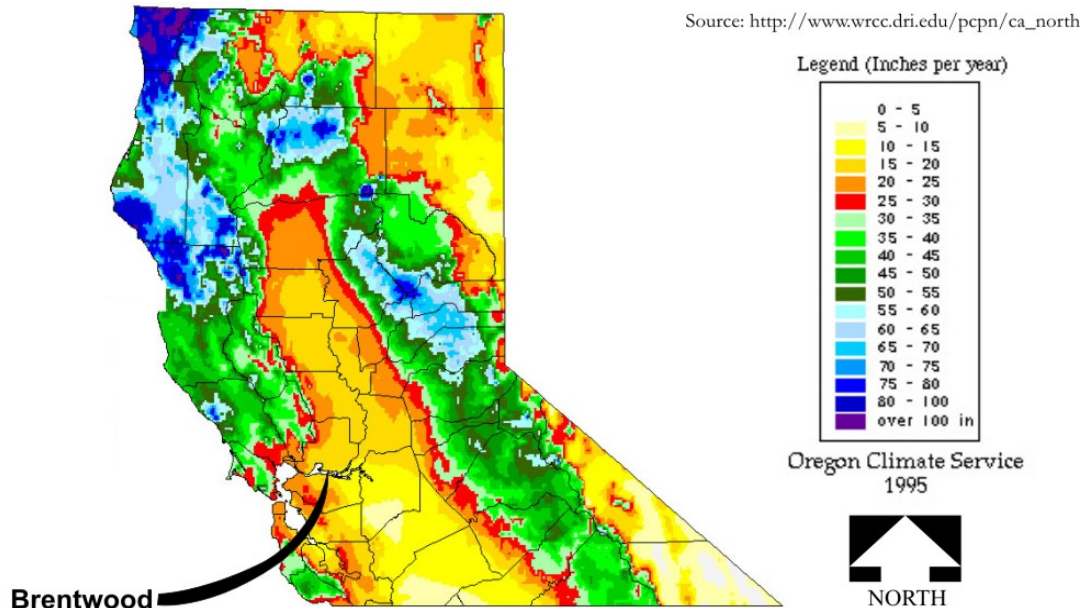 Source: http://www.wrcc.dri.edu/pcpn/ca_north
Legend (Inches per year)
0 - 5
5 - 10
10 - 15
15 - 20
20 - 25
25 - 30
30 - 35
35 - 40
40 - 45
45 - 50
50 - 55
55 - 60
60 - 65
65 - 70
70 - 75
75 - 80
80 - 100
over 100 in
Oregon Climate Service
1995
NORTH
Brentwood